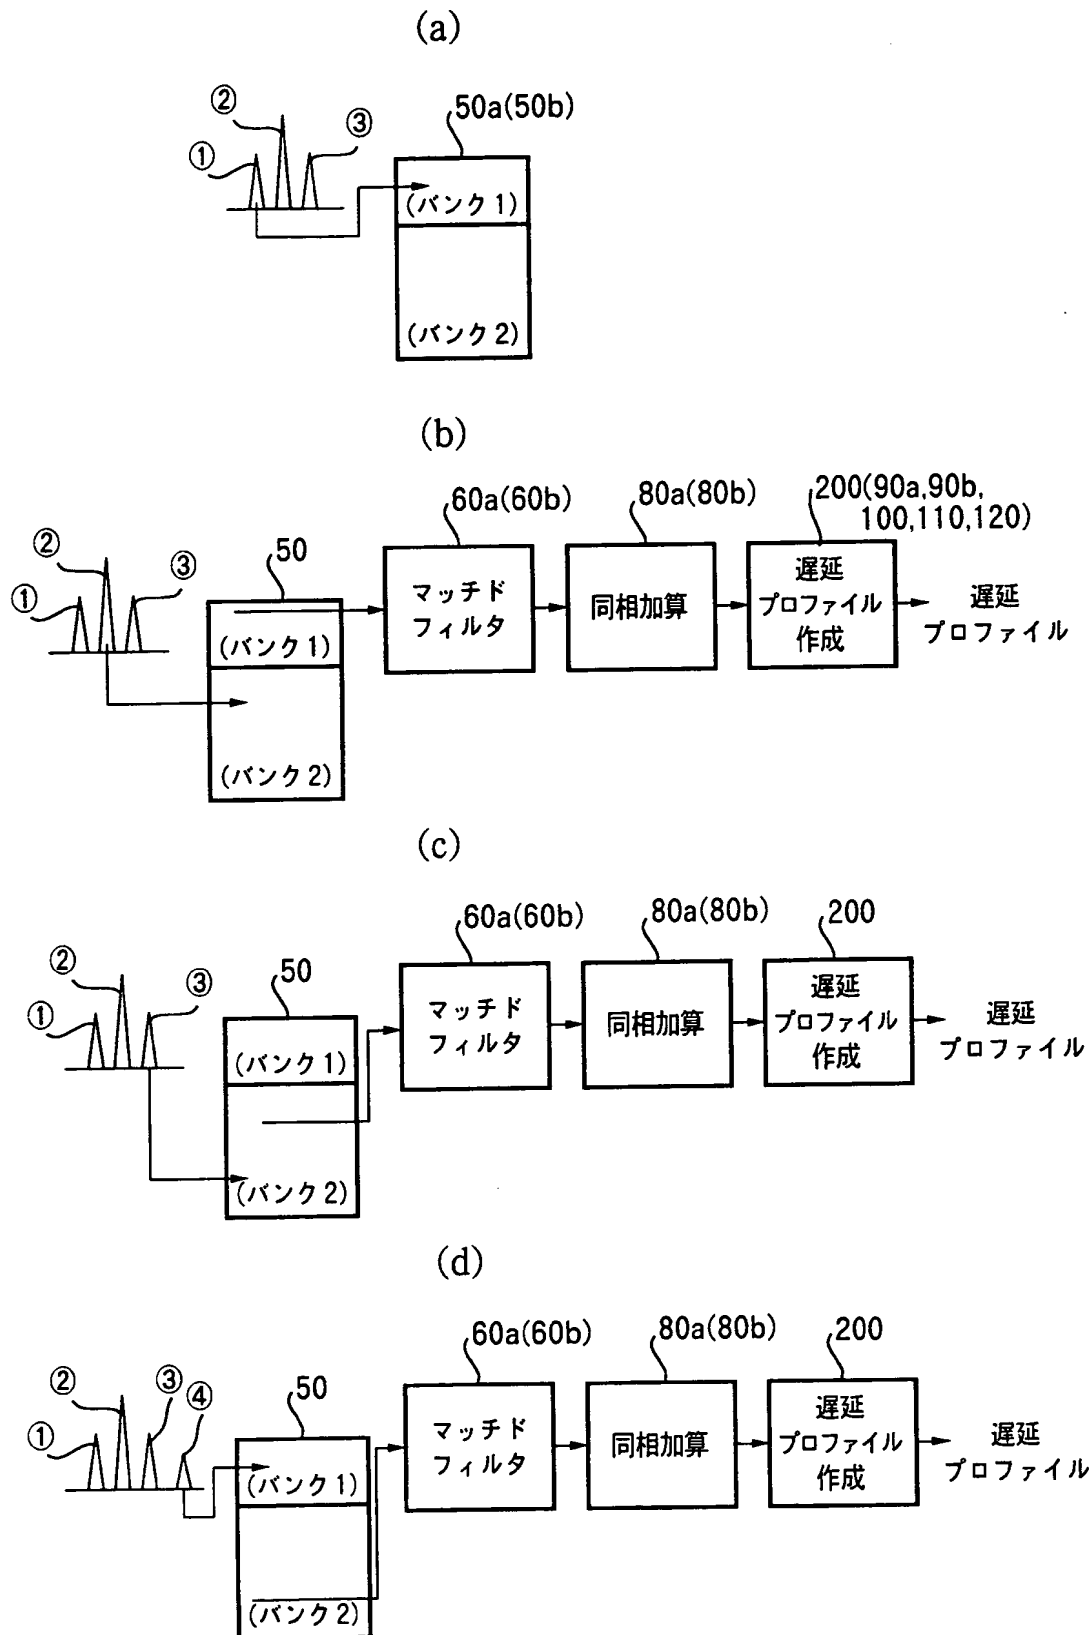 (a)
② 50a(50b)
① ③
(バンク1)
(バンク2)
(b)
60a(60b) 80a(80b) 200(90a,90b,
100,110,120)
② 50
① ③
マッチド
フィルタ
同相加算
遅延
プロファイル
作成
遅延
プロファイル
(バンク1)
(バンク2)
(c)
60a(60b) 80a(80b) 200
② 50
① ③
マッチド
フィルタ
同相加算
遅延
プロファイル
作成
遅延
プロファイル
(バンク1)
(バンク2)
(d)
60a(60b) 80a(80b) 200
② ③ ④ 50
①
マッチド
フィルタ
同相加算
遅延
プロファイル
作成
遅延
プロファイル
(バンク1)
(バンク2)